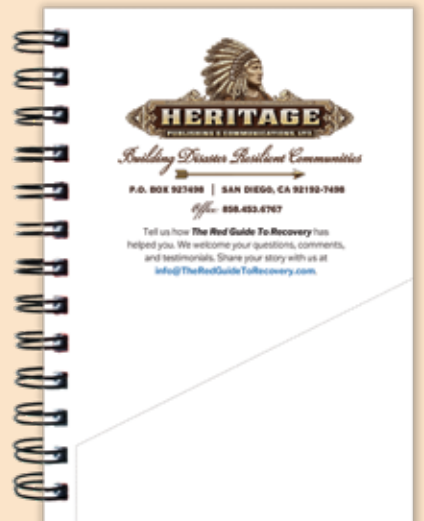 HERITAGE
PUBLISHING & COMMUNICATIONS, LTD
Building Disaster Resilient Communities
P.O. BOX 927498 | SAN DIEGO, CA 92192-7498
Office: 858.453.6767
Tell us how The Red Guide To Recovery has
helped you. We welcome your questions, comments,
and testimonials. Share your story with us at
info@TheRedGuideToRecovery.com.